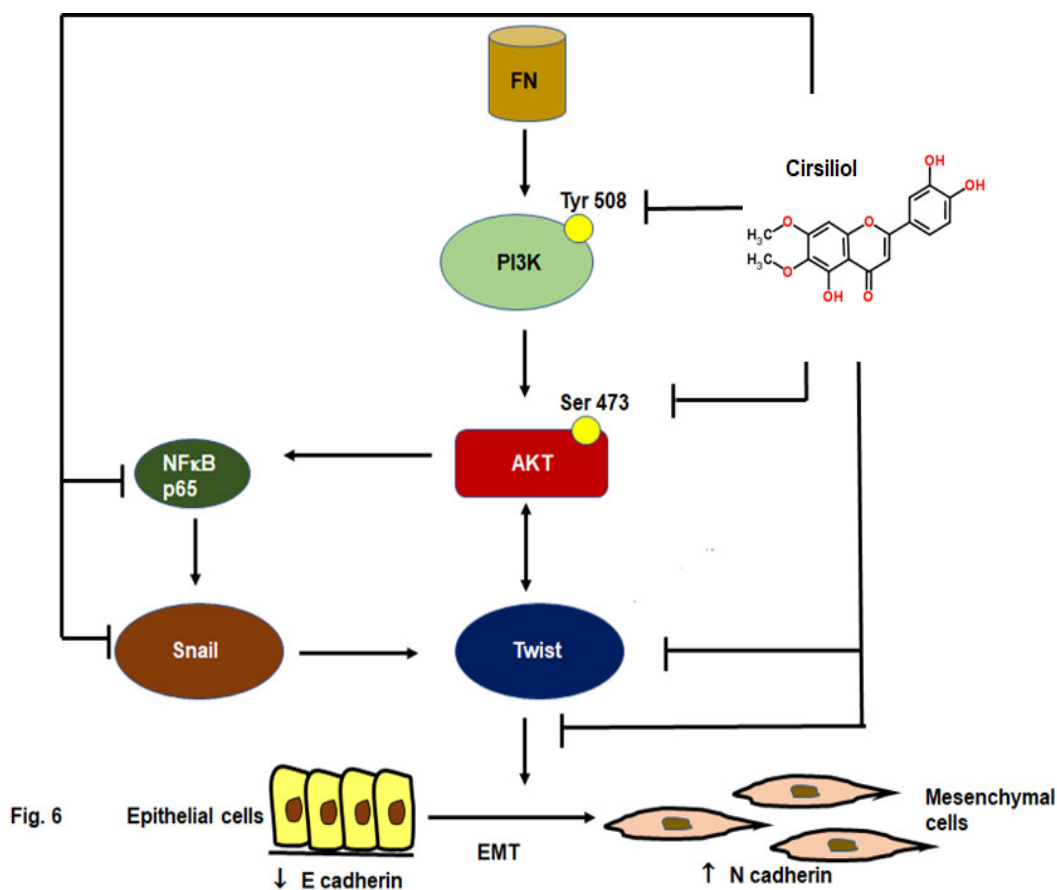 FN
Tyr 508
Cirsiliol
OH
OH
O
O
H₃C
H₃C
O
OH
O
PI3K
Ser 473
AKT
NFκB
p65
Snail
Twist
Fig. 6
Epithelial cells
EMT
Mesenchymal
cells
↓ E cadherin
↑ N cadherin